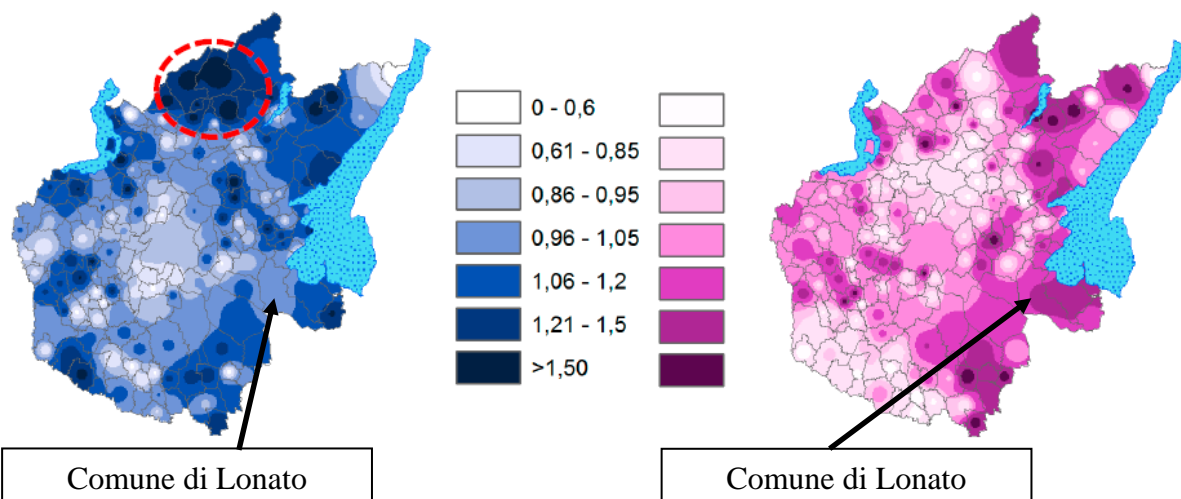 0 - 0,6
0,61 - 0,85
0,86 - 0,95
0,96 - 1,05
1,06 - 1,2
1,21 - 1,5
>1,50
Comune di Lonato
Comune di Lonato